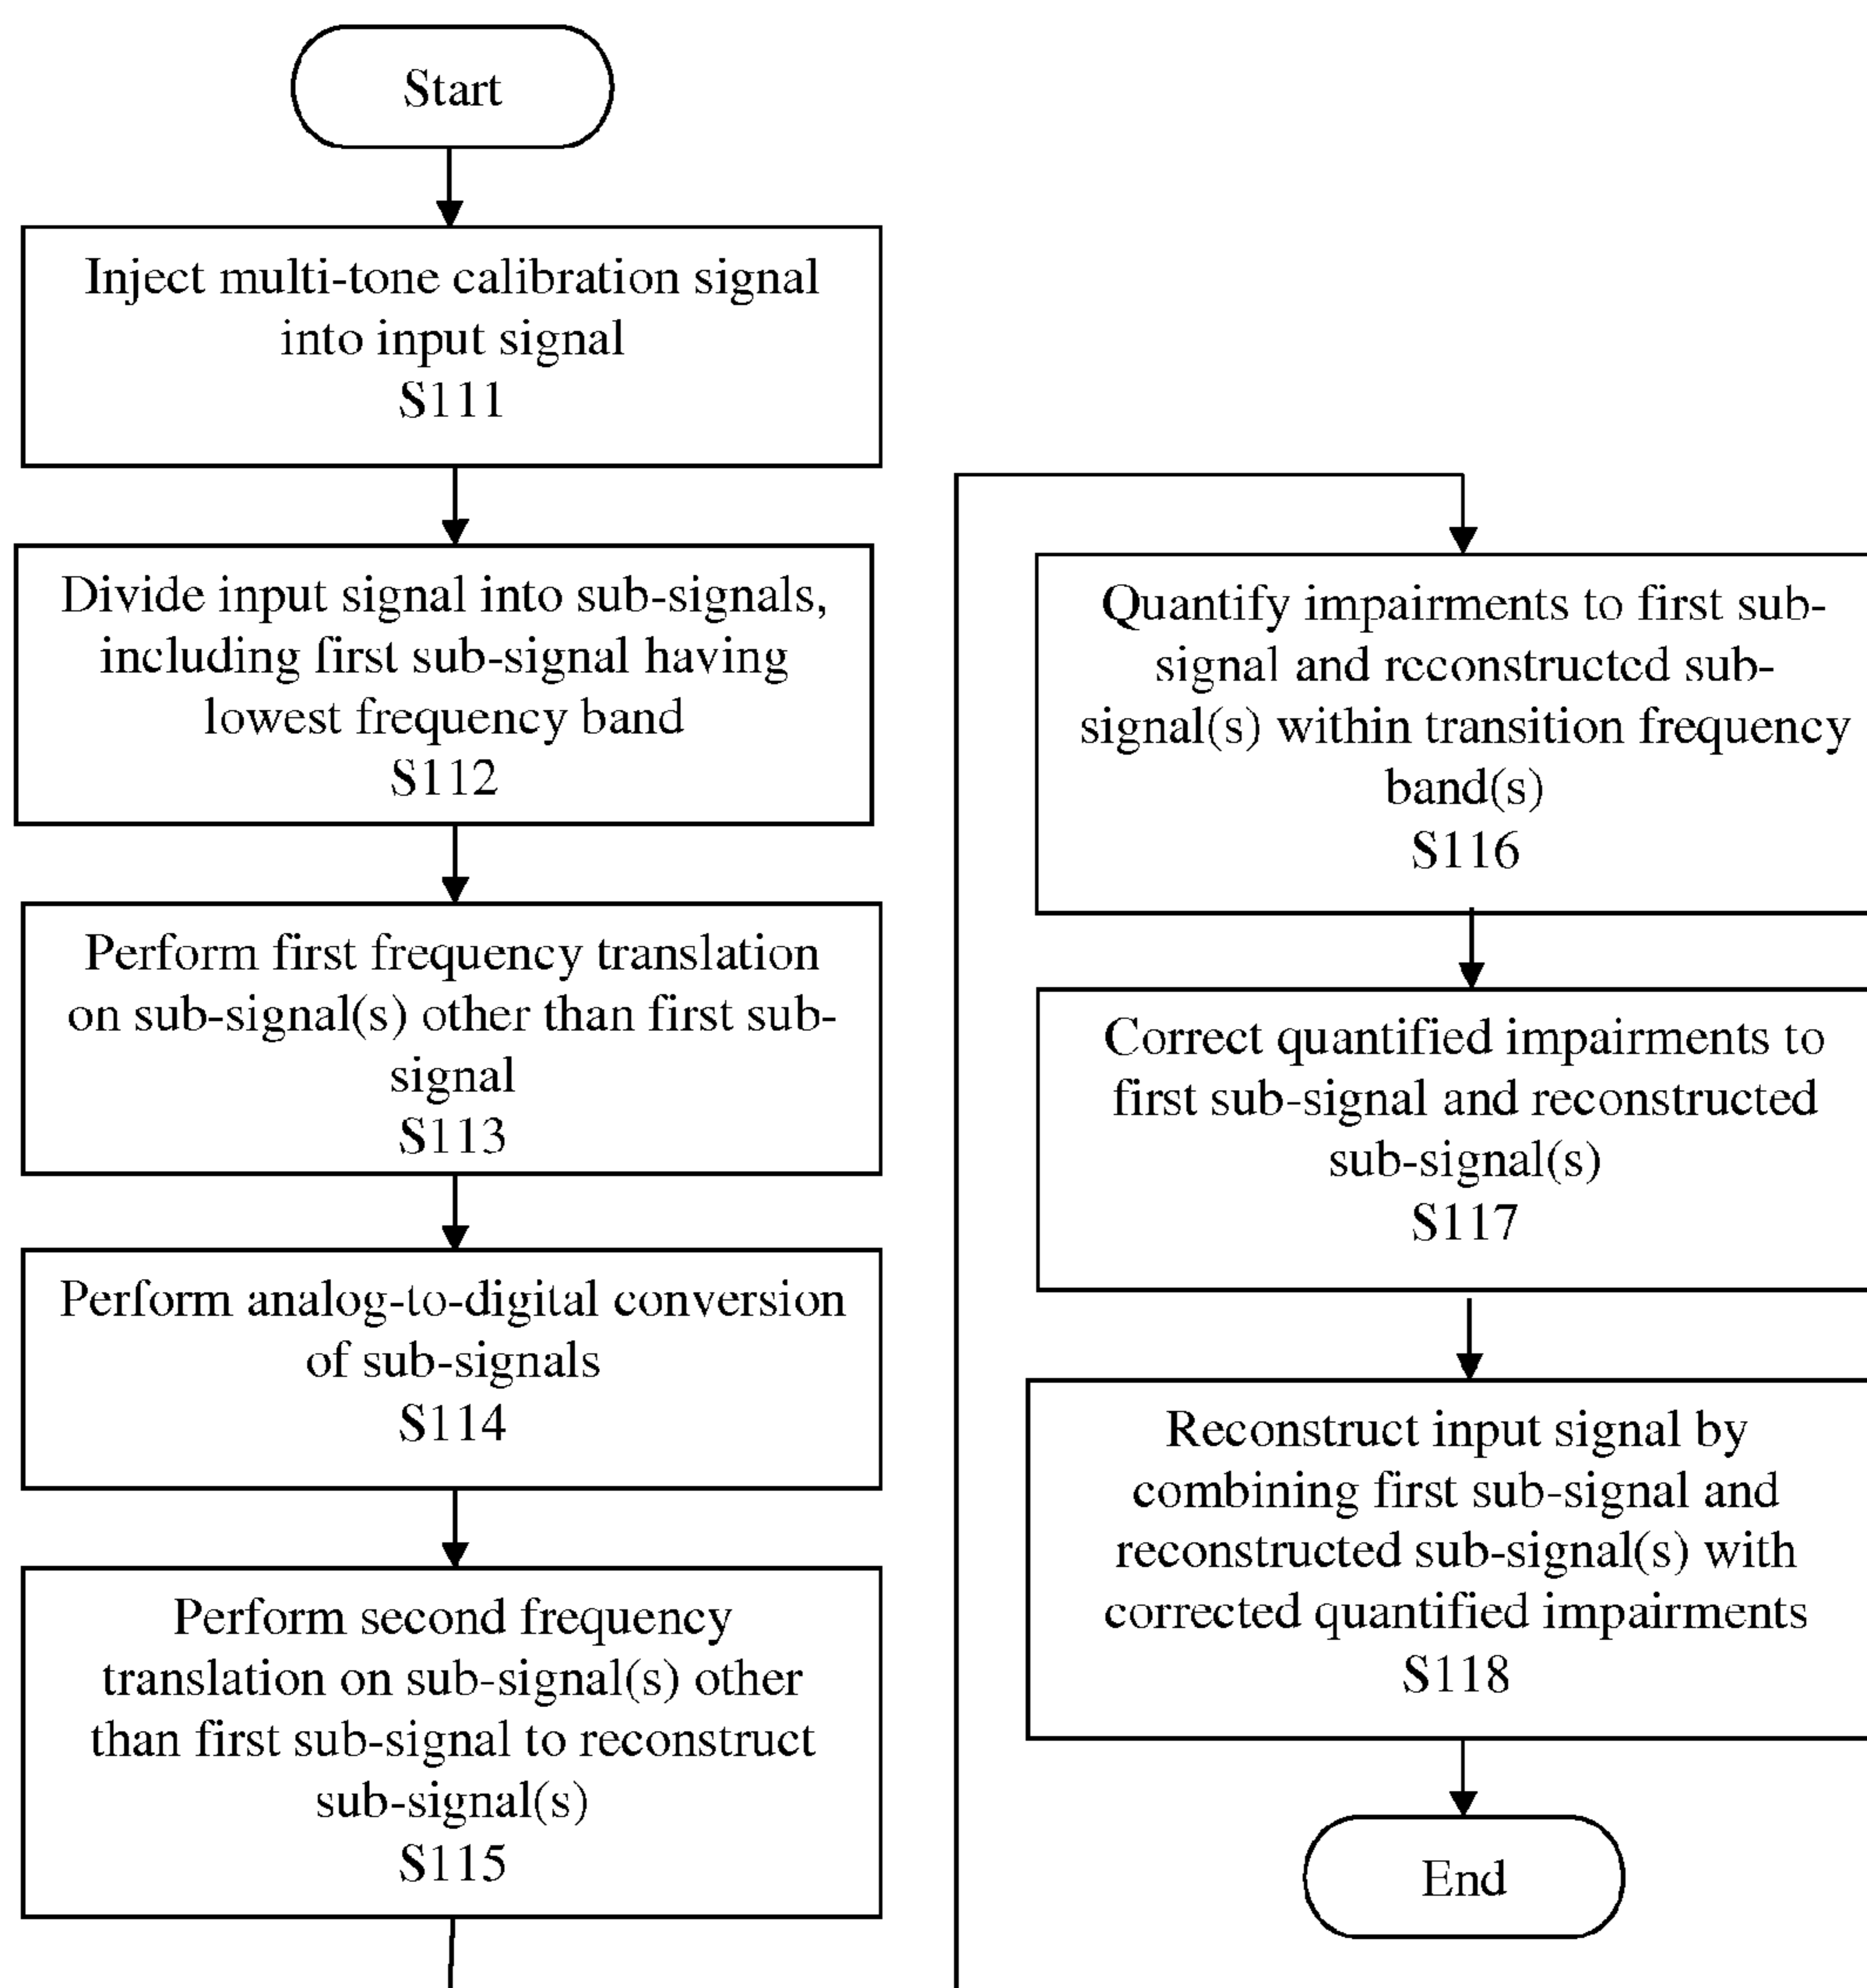 Start
Inject multi-tone calibration signal
into input signal
S111
Divide input signal into sub-signals,
including first sub-signal having
lowest frequency band
S112
Perform first frequency translation
on sub-signal(s) other than first sub-
signal
S113
Perform analog-to-digital conversion
of sub-signals
S114
Perform second frequency
translation on sub-signal(s) other
than first sub-signal to reconstruct
sub-signal(s)
S115
Quantify impairments to first sub-
signal and reconstructed sub-
signal(s) within transition frequency
band(s)
S116
Correct quantified impairments to
first sub-signal and reconstructed
sub-signal(s)
S117
Reconstruct input signal by
combining first sub-signal and
reconstructed sub-signal(s) with
corrected quantified impairments
S118
End